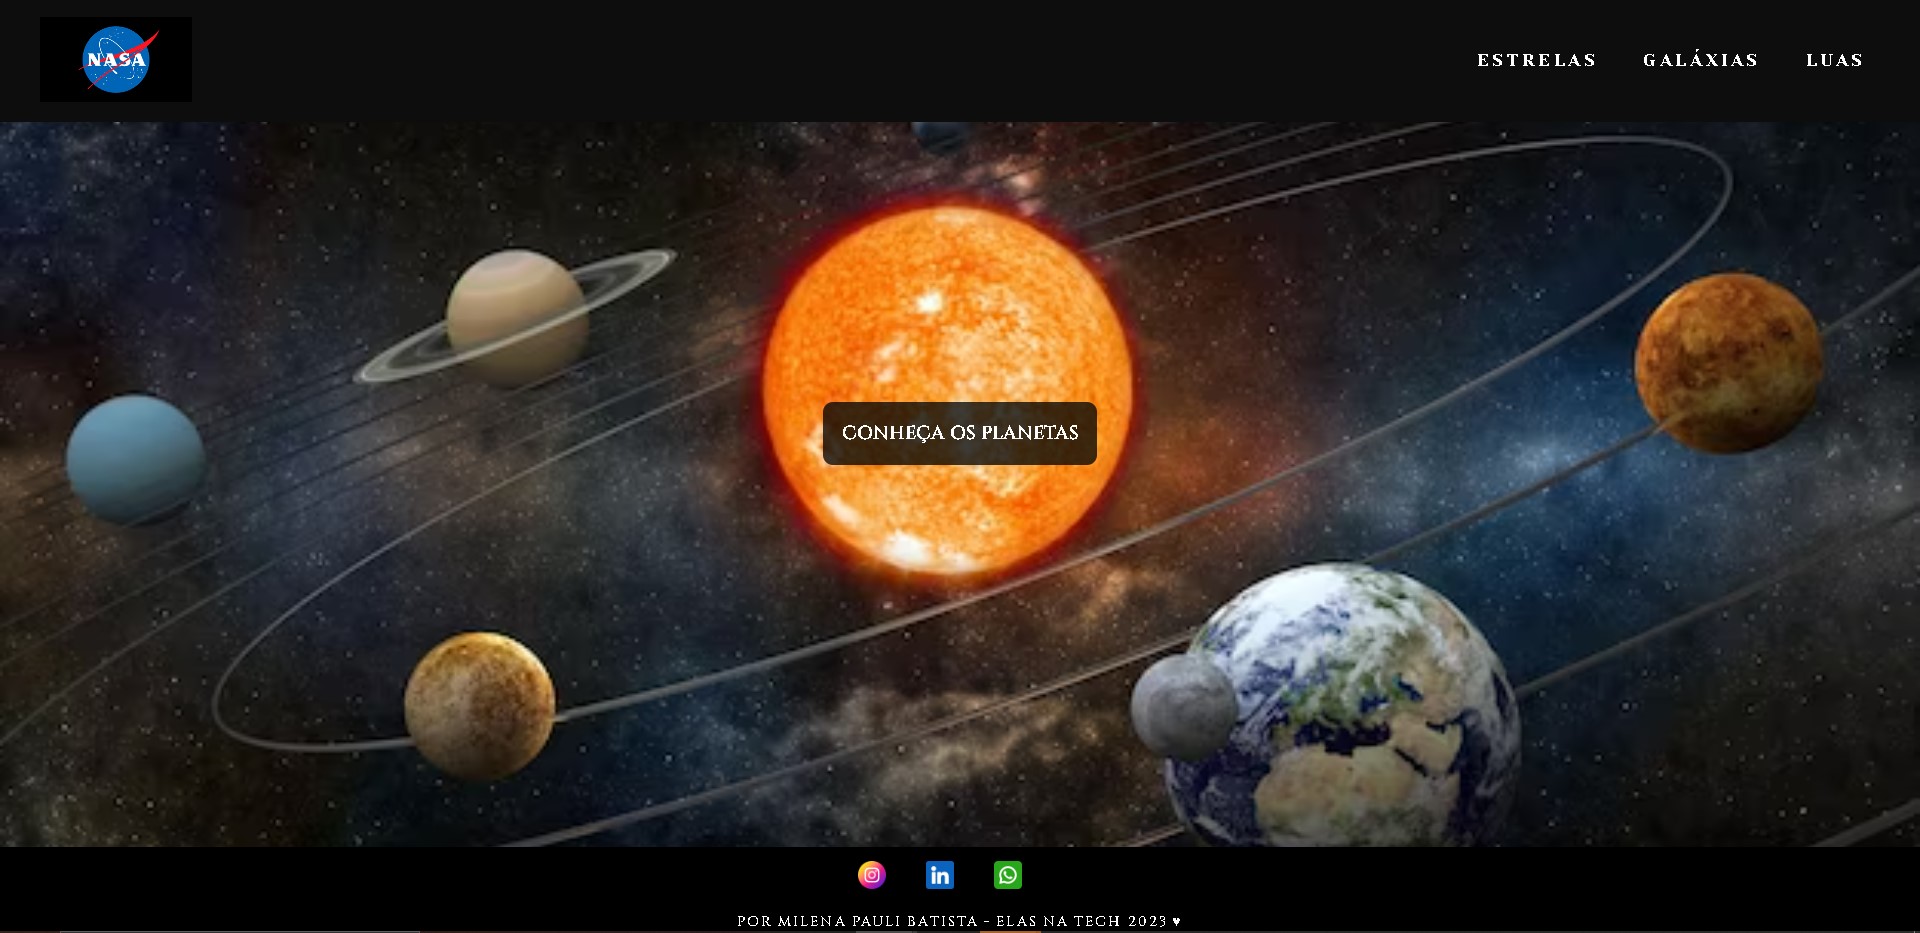 NASA
ESTRELAS GALÁXIAS LUAS
CONHEÇA OS PLANETAS
in
POR MILENA PAULI BATISTA - ELAS NA TECH 2023 ♥